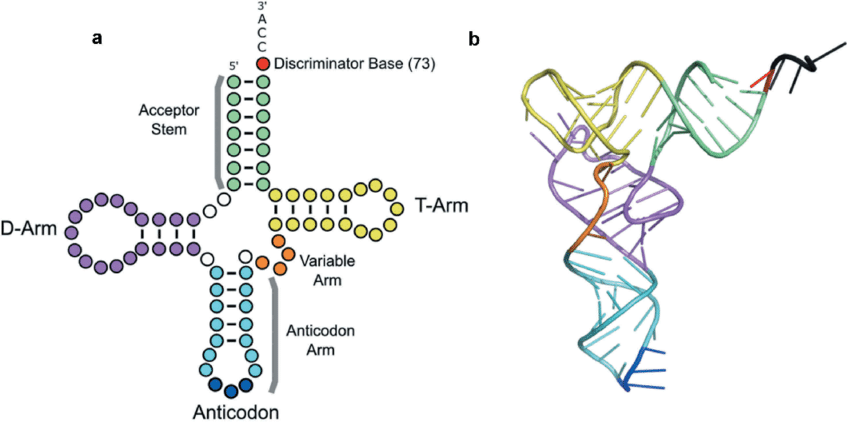 a
b
3'
A
C
C
5'
Discriminator Base (73)
Acceptor
Stem
D-Arm
T-Arm
Variable
Arm
Anticodon
Arm
Anticodon